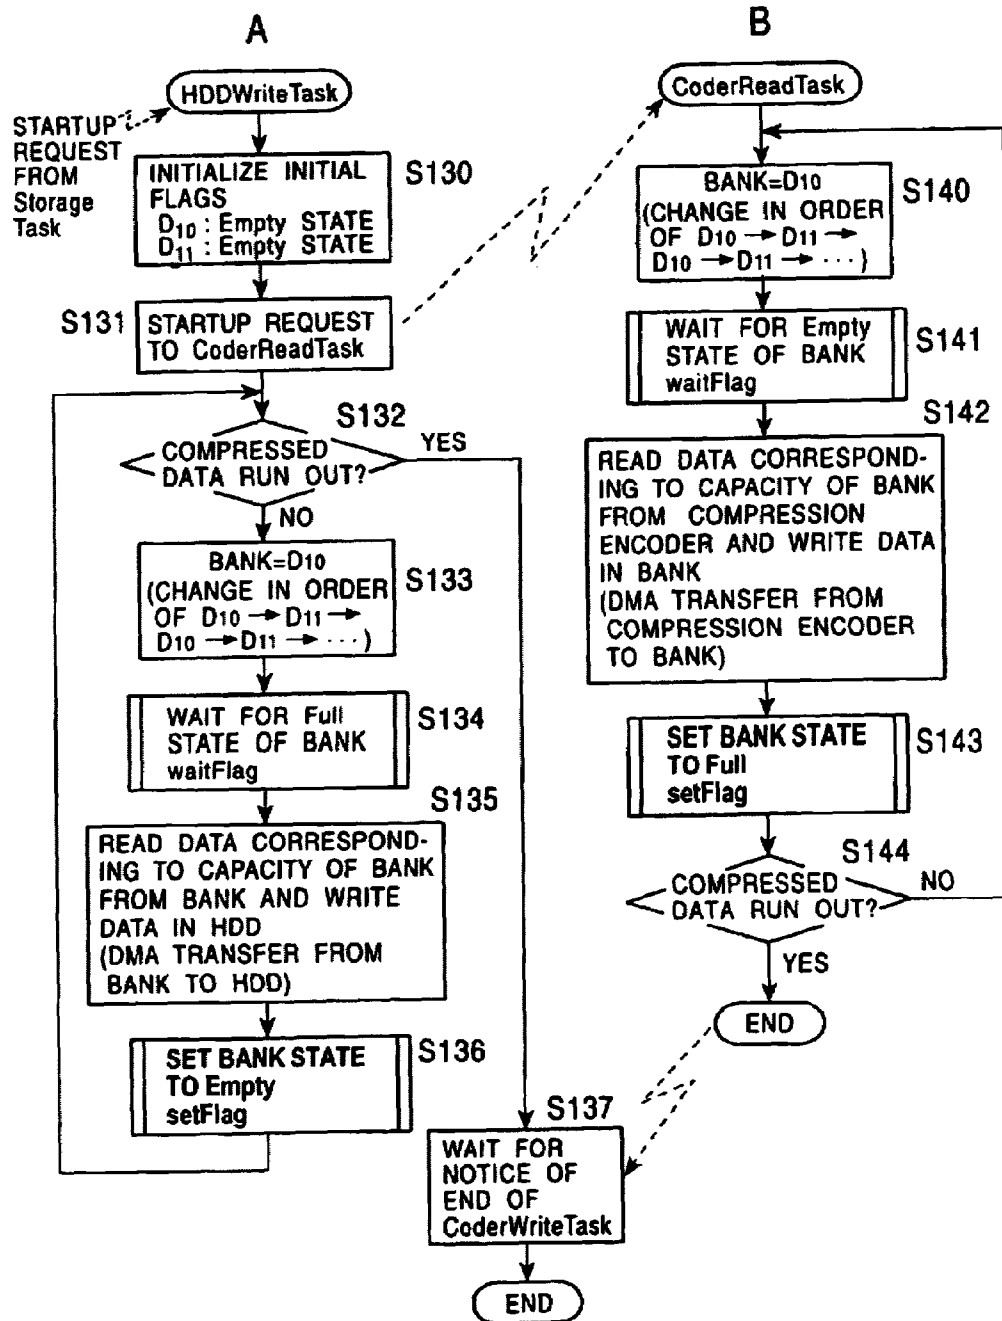 A
HDDWriteTask
STARTUP
REQUEST
FROM
Storage
Task
INITIALIZE INITIAL
FLAGS
D10 : Empty STATE
D11 : Empty STATE
S130
S131
STARTUP REQUEST
TO CoderReadTask
S132
COMPRESSED
DATA RUN OUT?
YES
NO
BANK=D10
(CHANGE IN ORDER
OF D10 → D11 →
D10 → D11 → ··· )
S133
WAIT FOR Full
STATE OF BANK
waitFlag
S134
S135
READ DATA CORRESPOND-
ING TO CAPACITY OF BANK
FROM BANK AND WRITE
DATA IN HDD
(DMA TRANSFER FROM
BANK TO HDD)
SET BANK STATE
TO Empty
setFlag
S136
S137
WAIT FOR
NOTICE OF
END OF
CoderWriteTask
END
B
CoderReadTask
BANK=D10
(CHANGE IN ORDER
OF D10 → D11 →
D10 → D11 → ··· )
S140
WAIT FOR Empty
STATE OF BANK
waitFlag
S141
S142
READ DATA CORRESPOND-
ING TO CAPACITY OF BANK
FROM COMPRESSION
ENCODER AND WRITE DATA
IN BANK
(DMA TRANSFER FROM
COMPRESSION ENCODER
TO BANK)
SET BANK STATE
TO Full
setFlag
S143
S144
COMPRESSED
DATA RUN OUT?
NO
YES
END